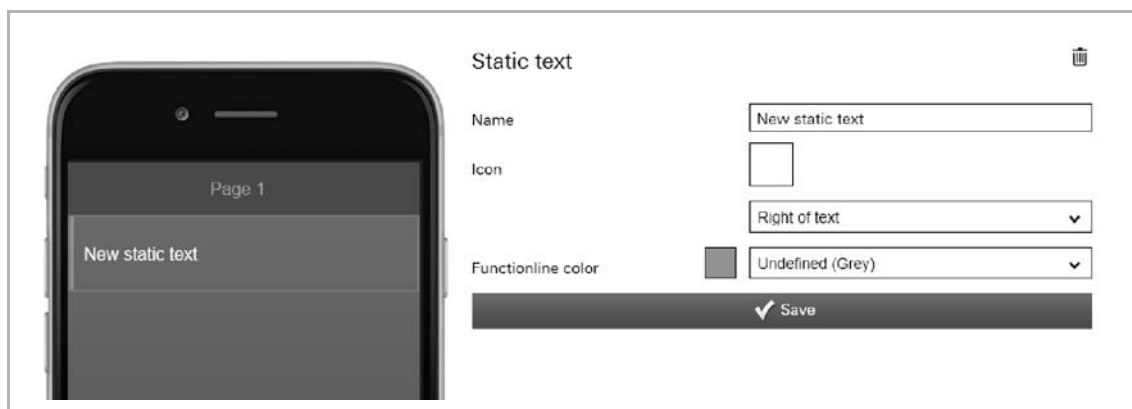 Static text
Name
New static text
Icon
Right of text
Functionline color
Undefined (Grey)
Save
Page 1
New static text